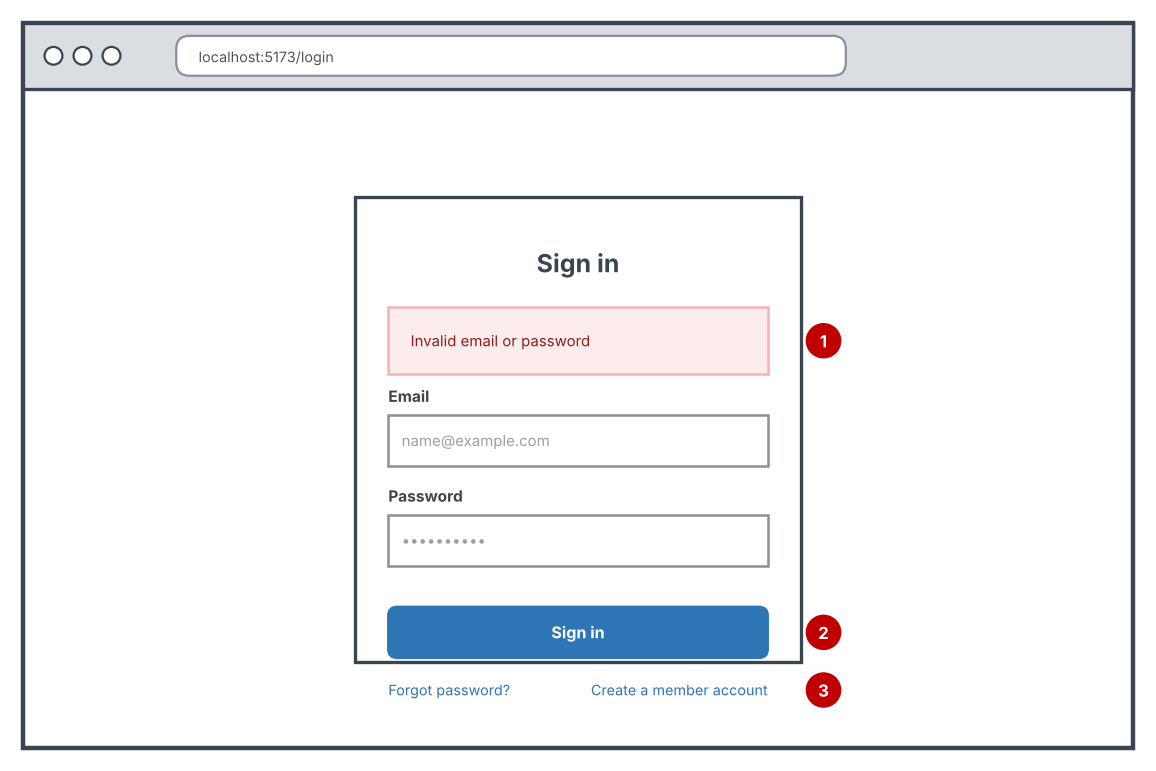 localhost:5173/login
Sign in
Invalid email or password
1
Email
name@example.com
Password
••••••••••
Sign in
2
Forgot password?
Create a member account
3